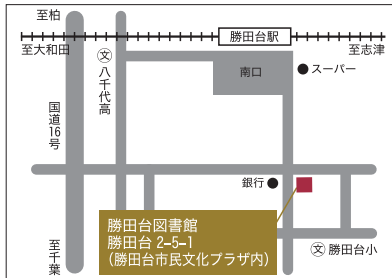 至柏
至大和田
勝田台駅
至志津
㊛八千代高
南口
スーパー
国道16号
銀行
勝田台図書館
勝田台 2-5-1
(勝田台市民文化プラザ内)
至千葉
文 勝田台小